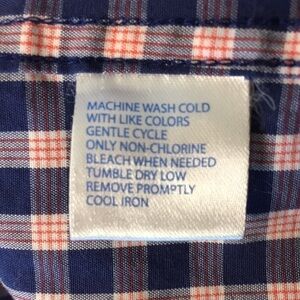 MACHINE WASH COLD
WITH LIKE COLORS
GENTLE CYCLE
ONLY NON-CHLORINE
BLEACH WHEN NEEDED
TUMBLE DRY LOW
REMOVE PROMPTLY
COOL IRON